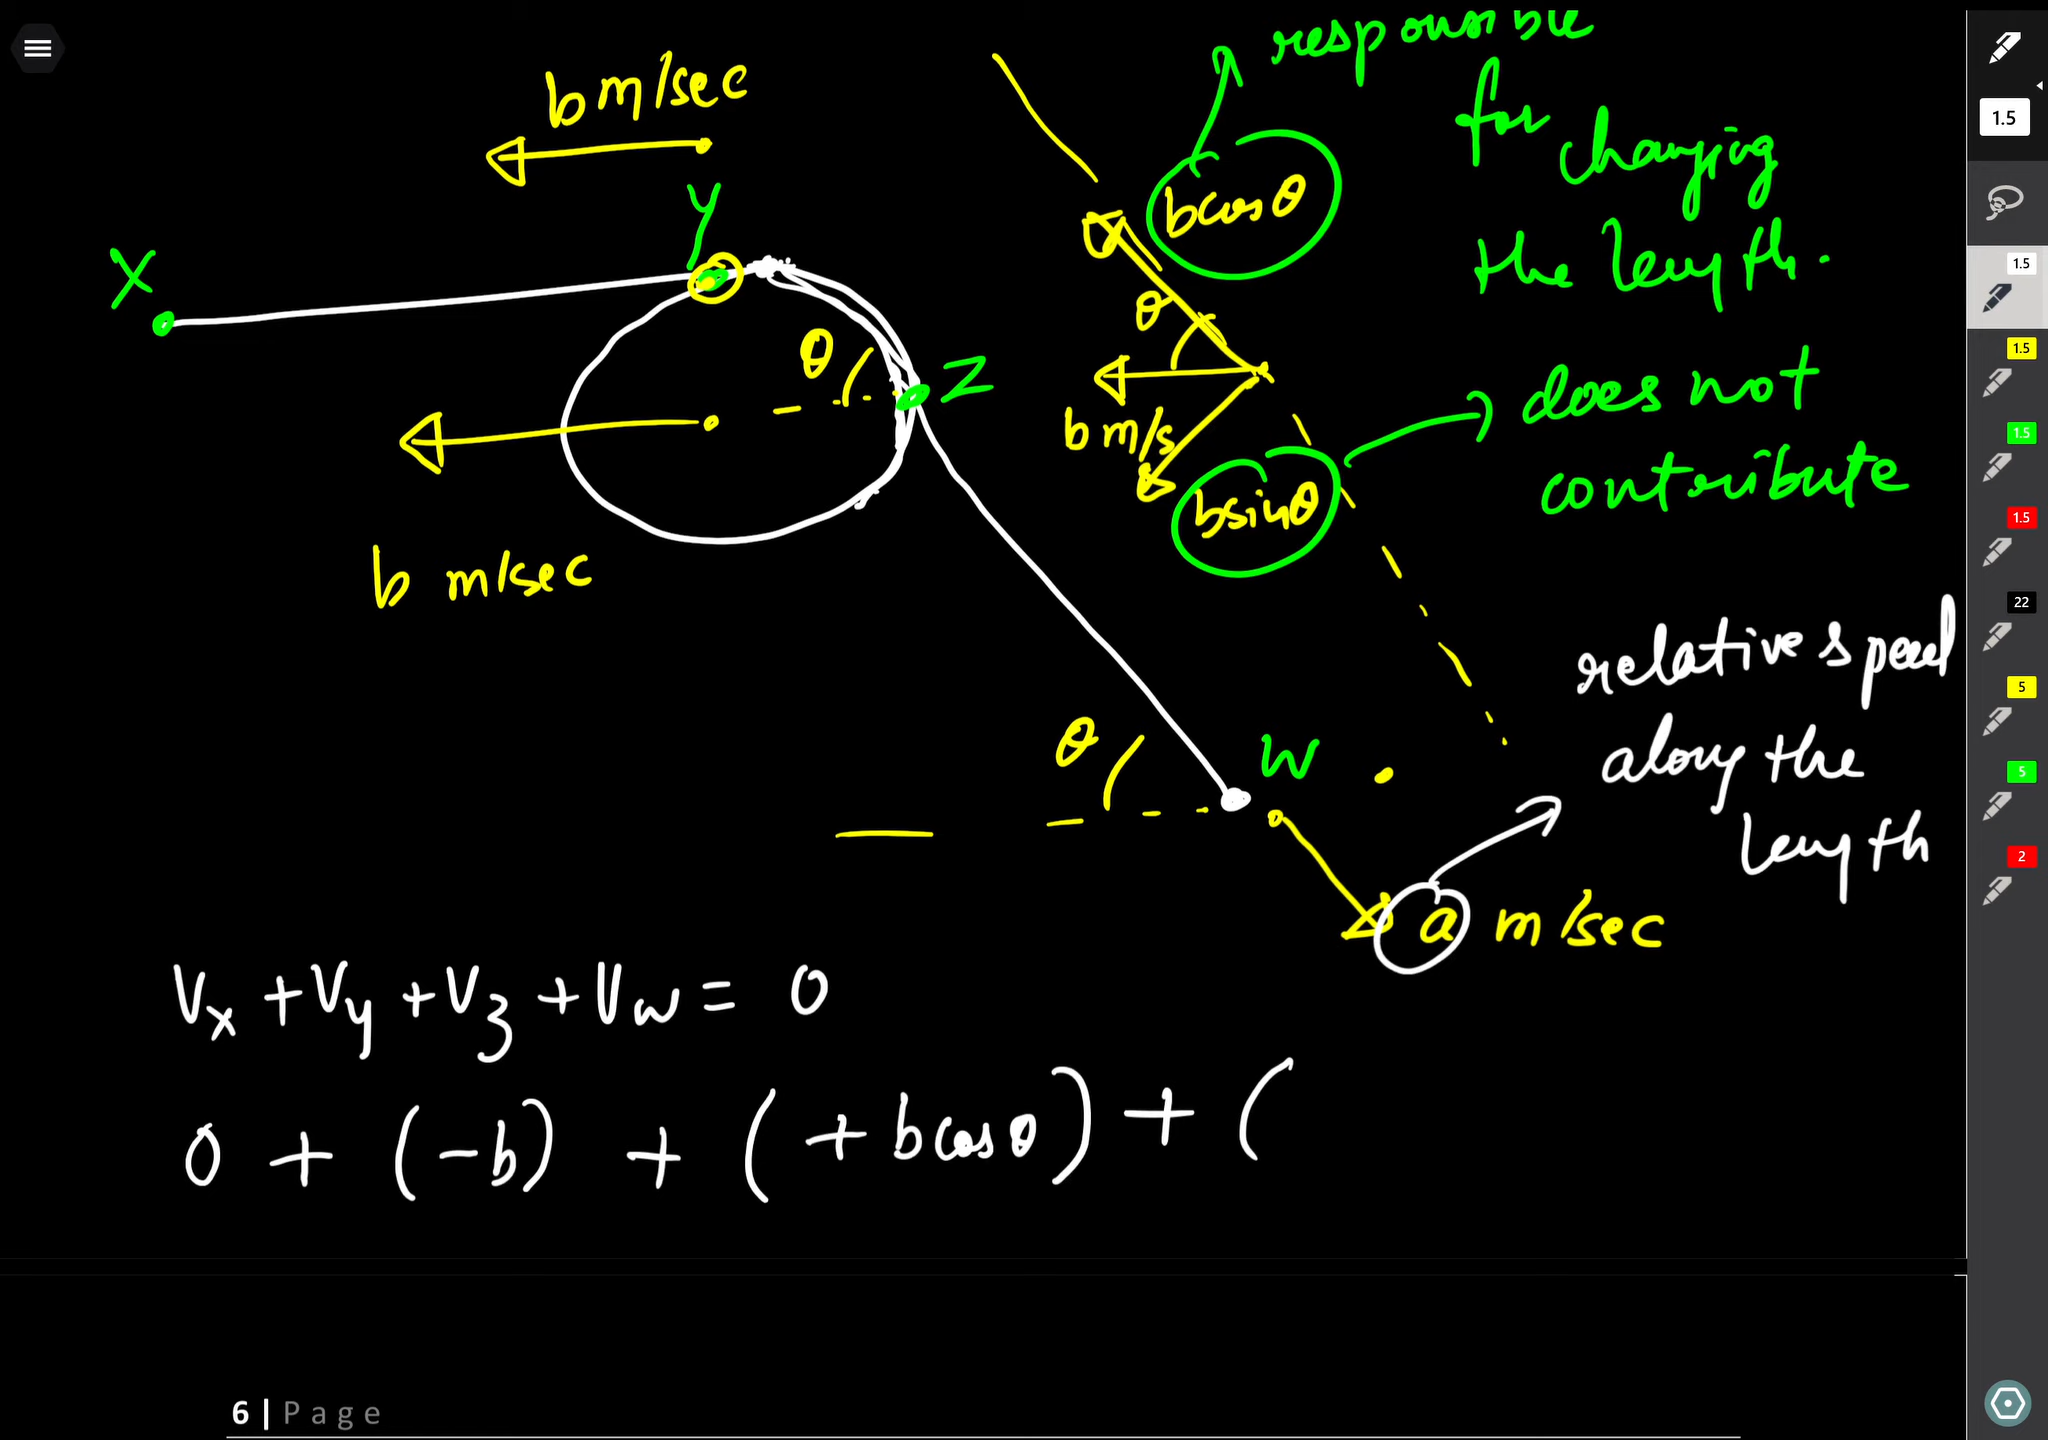 responsible
for changing
the length.
b m/sec
bcosθ
X
Y
θ
θ
Z
b m/s
bsinθ
does not
contribute
b m/sec
relative speed
along the
length
θ
W
a m/sec
Vx + Vy + Vz + Vw = 0
0 + (-b) + (+ bcosθ) + (
6 | Page
1.5
1.5
1.5
1.5
1.5
22
5
5
2